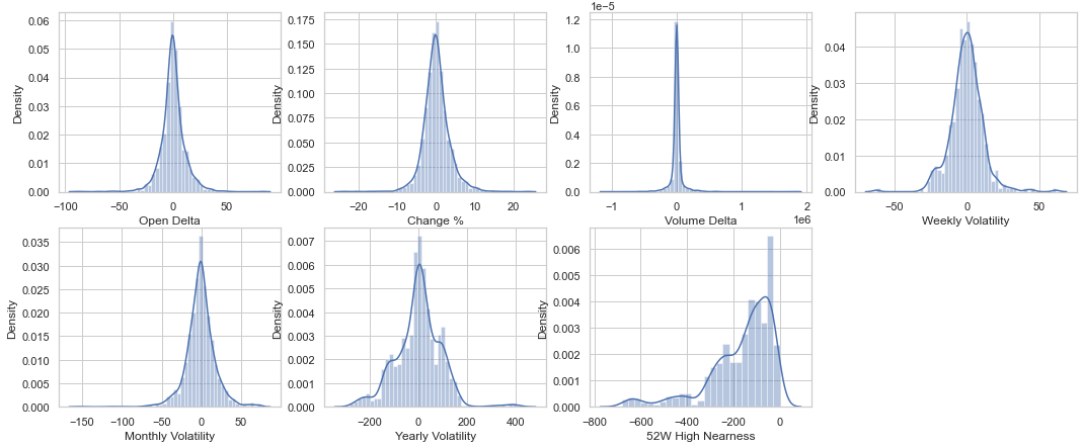 0.06
0.05
0.04
0.03
0.02
0.01
0.00
Density
−100 −50 0 50
Open Delta
0.175
0.150
0.125
0.100
0.075
0.050
0.025
0.000
Density
−20 −10 0 10 20
Change %
1e−5
1.2
1.0
0.8
0.6
0.4
0.2
0.0
Density
−1 0 1 2
Volume Delta
1e6
0.04
0.03
0.02
0.01
0.00
Density
−50 0 50
Weekly Volatility
0.035
0.030
0.025
0.020
0.015
0.010
0.005
0.000
Density
−150 −100 −50 0 50
Monthly Volatility
0.007
0.006
0.005
0.004
0.003
0.002
0.001
0.000
Density
−200 0 200 400
Yearly Volatility
0.006
0.005
0.004
0.003
0.002
0.001
0.000
Density
−800 −600 −400 −200 0
52W High Nearness